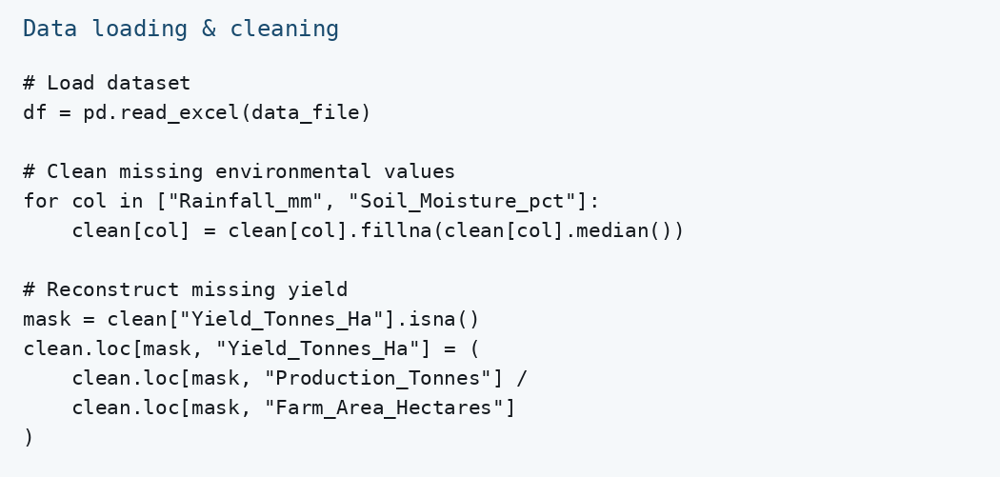 Data loading & cleaning
# Load dataset
df = pd.read_excel(data_file)
# Clean missing environmental values
for col in ["Rainfall_mm", "Soil_Moisture_pct"]:
    clean[col] = clean[col].fillna(clean[col].median())
# Reconstruct missing yield
mask = clean["Yield_Tonnes_Ha"].isna()
clean.loc[mask, "Yield_Tonnes_Ha"] = (
    clean.loc[mask, "Production_Tonnes"] /
    clean.loc[mask, "Farm_Area_Hectares"]
)